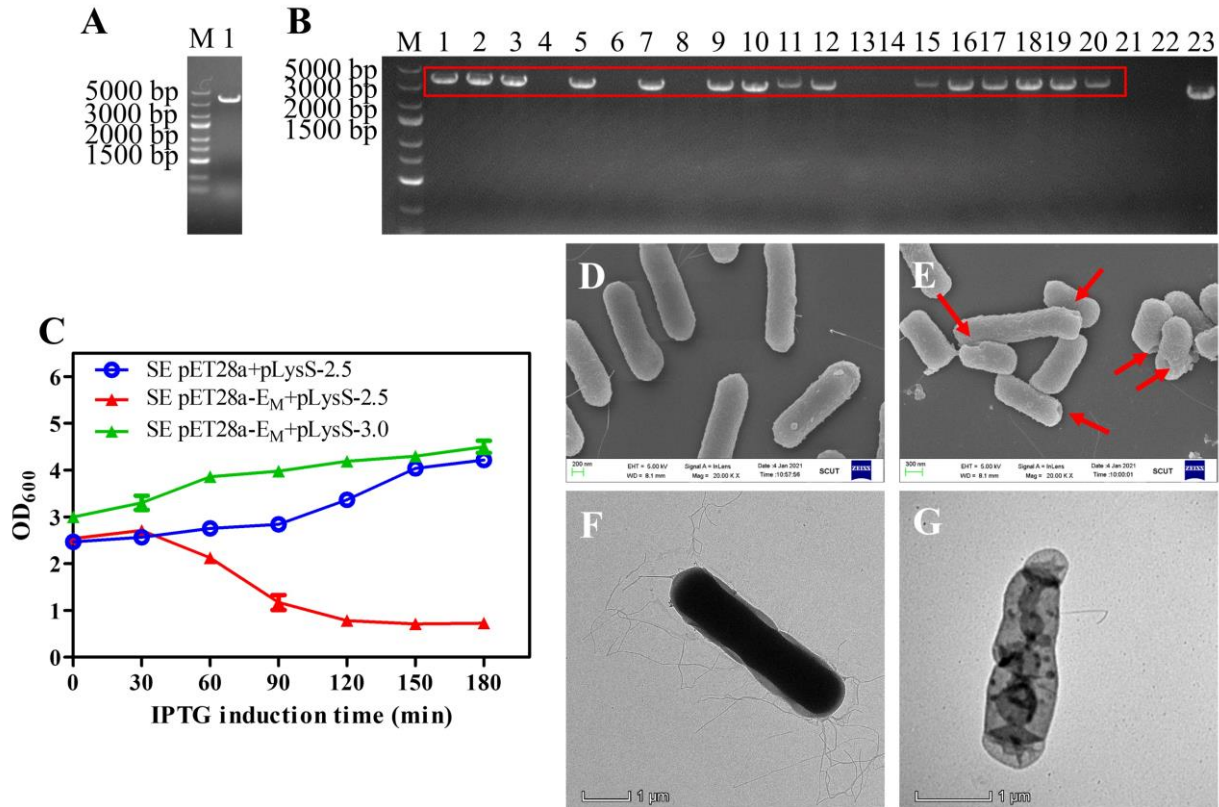 A
M 1
5000 bp
3000 bp
2000 bp
1500 bp
B
M 1 2 3 4 5 6 7 8 9 10 11 12 13 14 15 16 17 18 19 20 21 22 23
5000 bp
3000 bp
2000 bp
1500 bp
C
SE pET28a+pLysS-2.5
SE pET28a-EM+pLysS-2.5
SE pET28a-EM+pLysS-3.0
OD600
6
5
4
3
2
1
0
0 30 60 90 120 150 180
IPTG induction time (min)
D
200 nm EHT = 5.00 kV Signal A = InLens Date :4 Jan 2021 SCUT ZEISS
WD = 8.1 mm Mag = 20.00 K X Time :10:57:56
E
300 nm EHT = 5.00 kV Signal A = InLens Date :4 Jan 2021 SCUT ZEISS
WD = 8.1 mm Mag = 20.00 K X Time :10:00:01
F
1 μm
G
1 μm